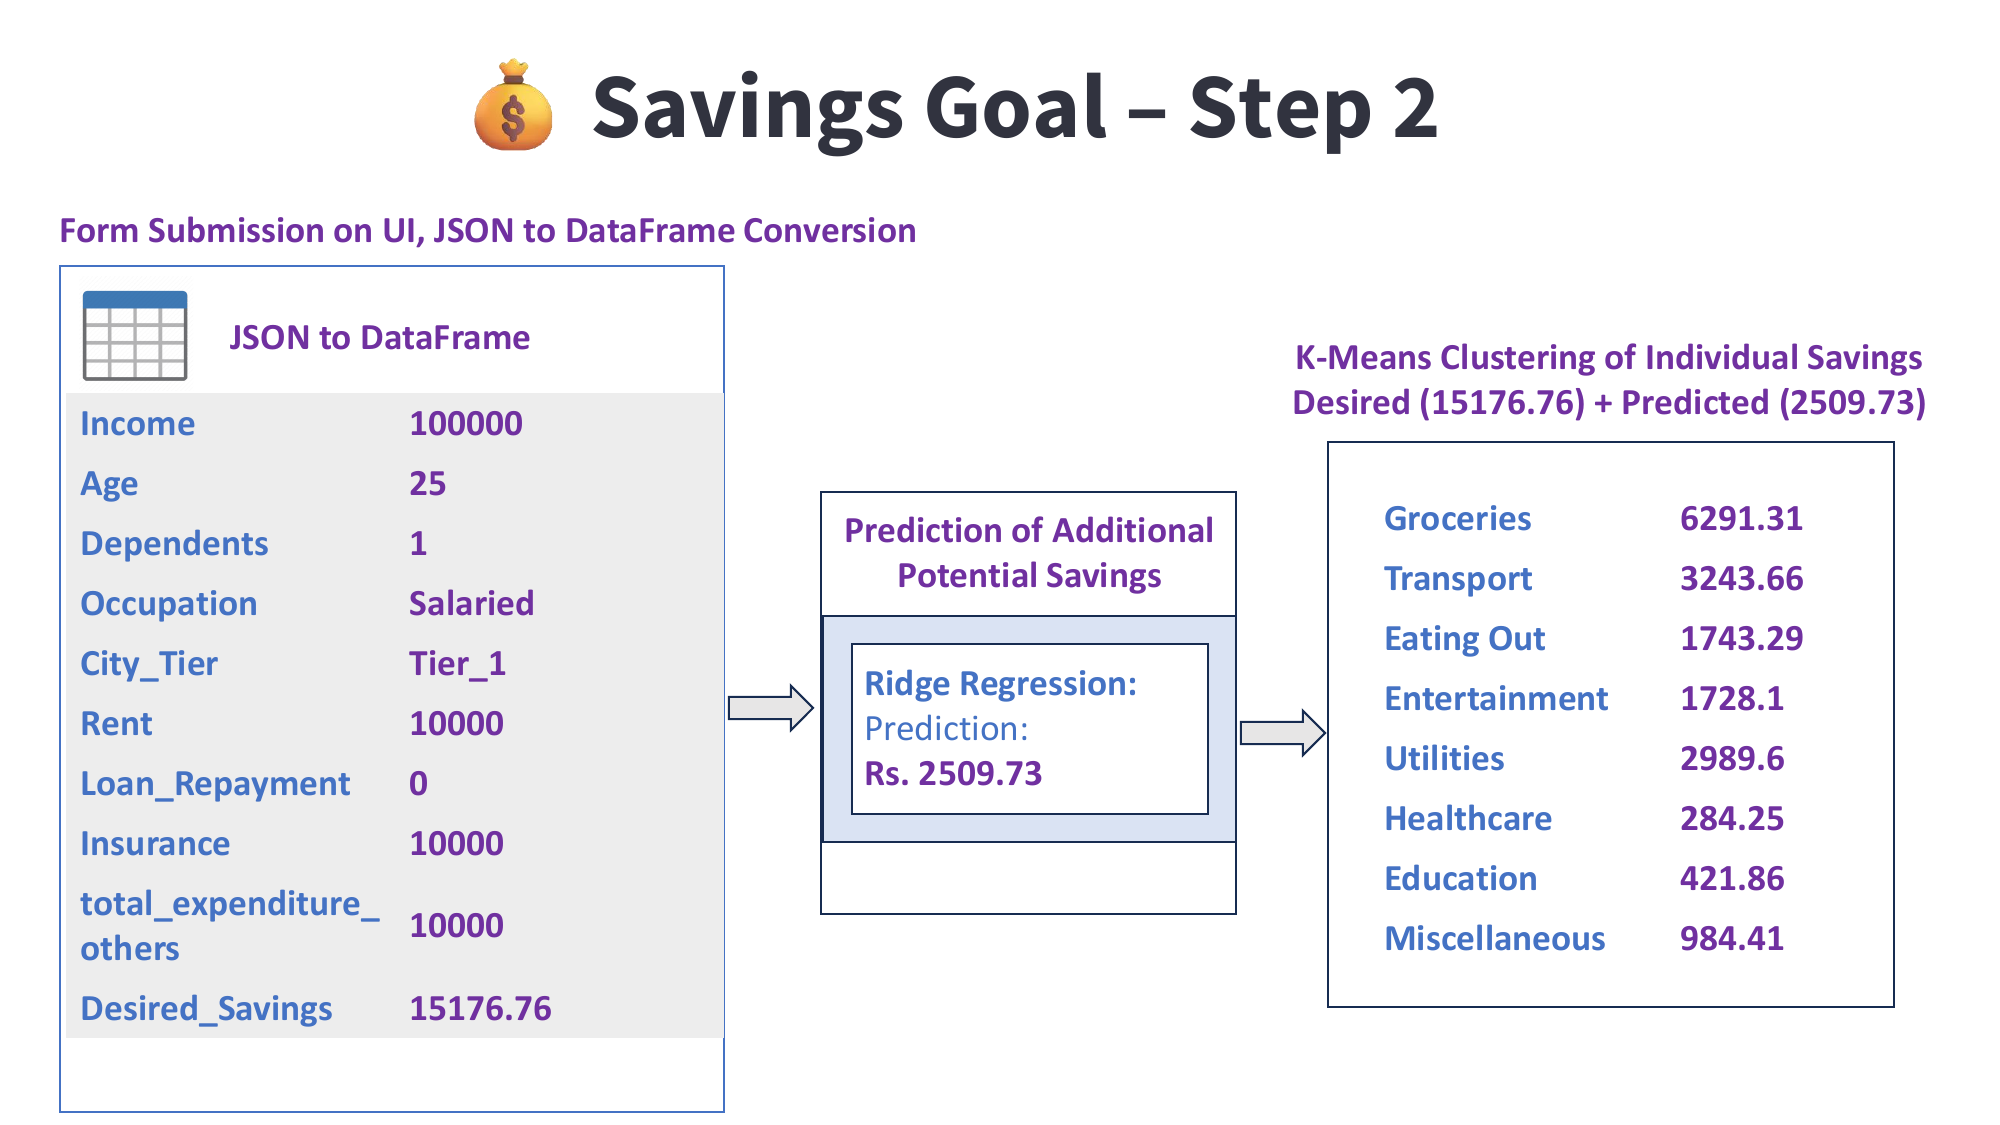 Savings Goal – Step 2
Form Submission on UI, JSON to DataFrame Conversion
JSON to DataFrame
Income 100000
Age 25
Dependents 1
Occupation Salaried
City_Tier Tier_1
Rent 10000
Loan_Repayment 0
Insurance 10000
total_expenditure_
others 10000
Desired_Savings 15176.76
Prediction of Additional
Potential Savings
Ridge Regression:
Prediction:
Rs. 2509.73
K-Means Clustering of Individual Savings
Desired (15176.76) + Predicted (2509.73)
Groceries 6291.31
Transport 3243.66
Eating Out 1743.29
Entertainment 1728.1
Utilities 2989.6
Healthcare 284.25
Education 421.86
Miscellaneous 984.41